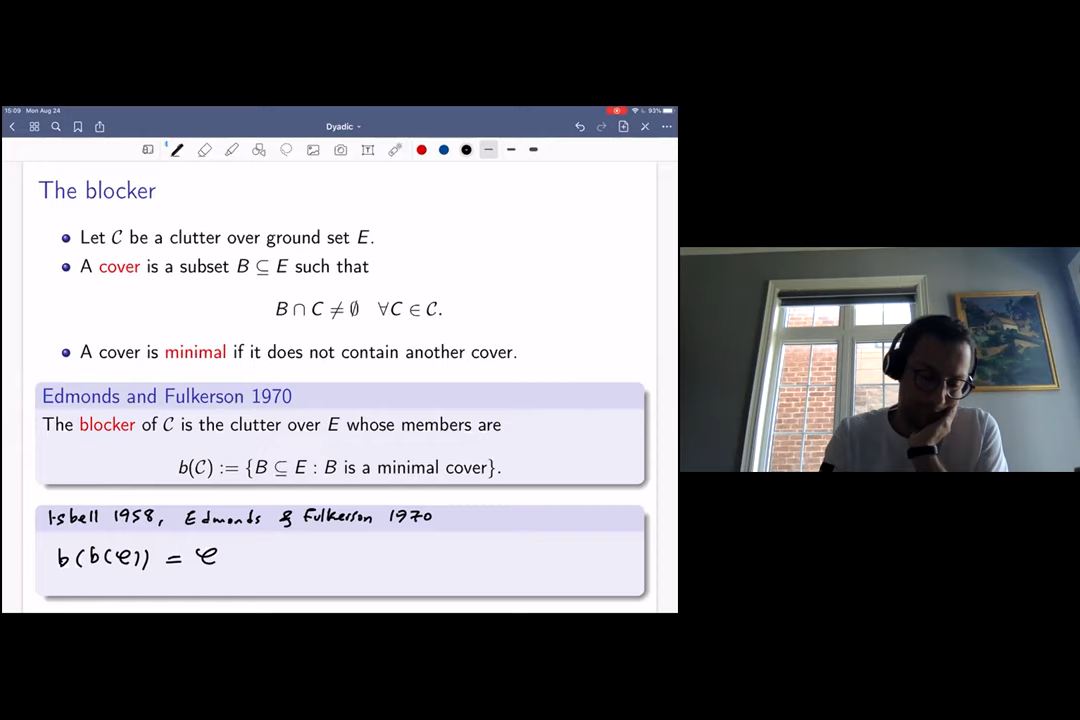 15:09 Mon Aug 24
93%
Dyadic
The blocker
Let C be a clutter over ground set E.
A cover is a subset B ⊆ E such that
B ∩ C ≠ ∅ ∀C ∈ C.
A cover is minimal if it does not contain another cover.
Edmonds and Fulkerson 1970
The blocker of C is the clutter over E whose members are
b(C) := {B ⊆ E : B is a minimal cover}.
Isbell 1958, Edmonds & Fulkerson 1970
b(b(C)) = C